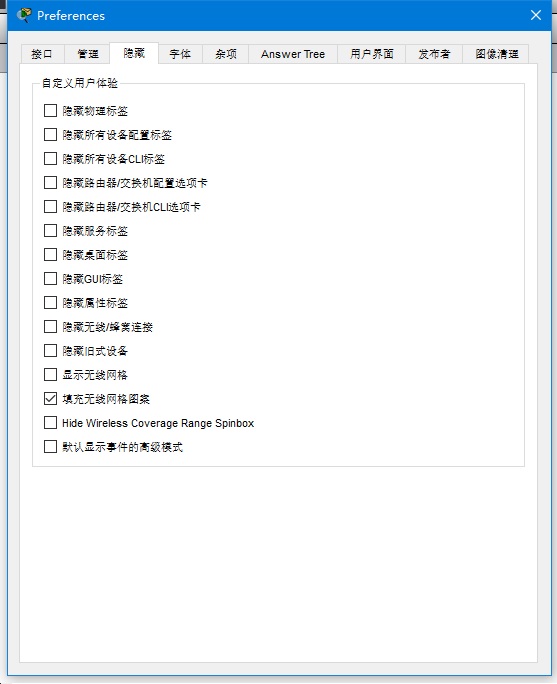 Preferences
接口 管理 隐藏 字体 杂项 Answer Tree 用户界面 发布者 图像清理
自定义用户体验
隐藏物理标签
隐藏所有设备配置标签
隐藏所有设备CLI标签
隐藏路由器/交换机配置选项卡
隐藏路由器/交换机CLI选项卡
隐藏服务标签
隐藏桌面标签
隐藏GUI标签
隐藏属性标签
隐藏无线/蜂窝连接
隐藏旧式设备
显示无线网格
填充无线网格图案
Hide Wireless Coverage Range Spinbox
默认显示事件的高级模式